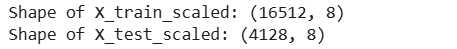 Shape of X_train_scaled: (16512, 8)
Shape of X_test_scaled: (4128, 8)